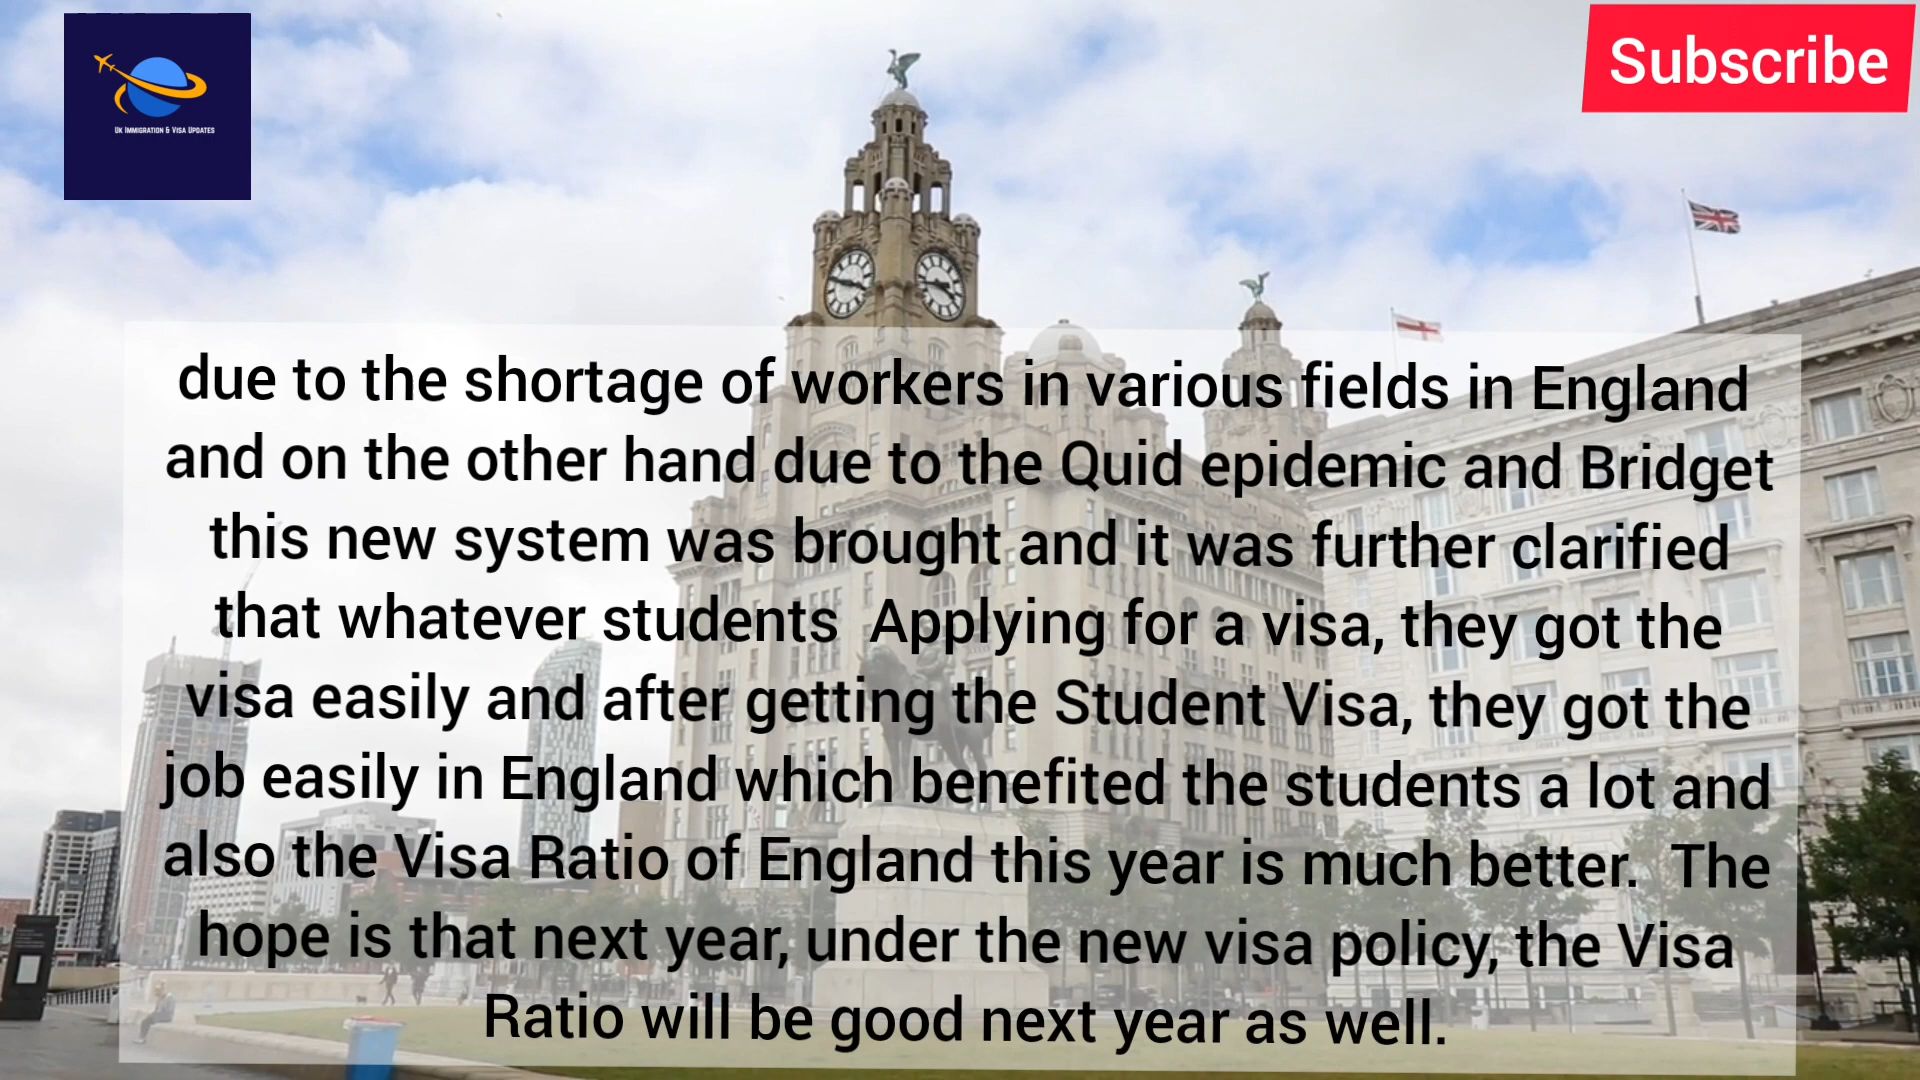 UK Immigration & Visa Updates
Subscribe
due to the shortage of workers in various fields in England
and on the other hand due to the Quid epidemic and Bridget
this new system was brought and it was further clarified
that whatever students Applying for a visa, they got the
visa easily and after getting the Student Visa, they got the
job easily in England which benefited the students a lot and
also the Visa Ratio of England this year is much better. The
hope is that next year, under the new visa policy, the Visa
Ratio will be good next year as well.